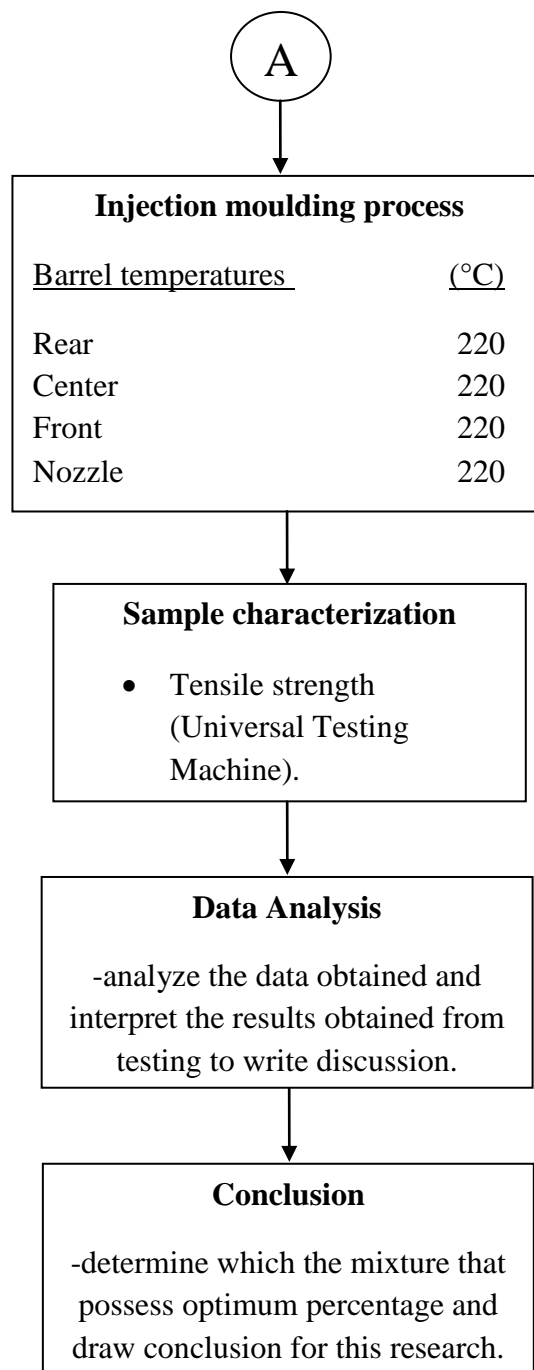 A
Injection moulding process
Barrel temperatures (°C)
Rear 220
Center 220
Front 220
Nozzle 220
Sample characterization
• Tensile strength
(Universal Testing
Machine).
Data Analysis
-analyze the data obtained and
interpret the results obtained from
testing to write discussion.
Conclusion
-determine which the mixture that
possess optimum percentage and
draw conclusion for this research.